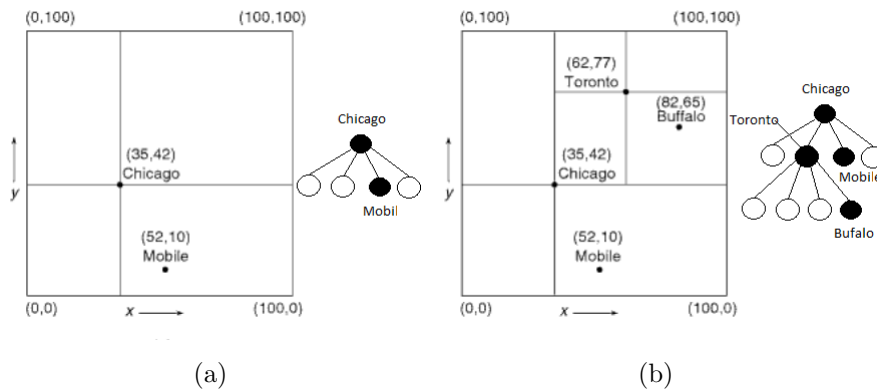 (0,100) (100,100)
(35,42)
Chicago
(52,10)
Mobile
y
(0,0) x (100,0)
Chicago
Mobil
(a)
(0,100) (100,100)
(62,77)
Toronto
(82,65)
Buffalo
(35,42)
Chicago
(52,10)
Mobile
y
(0,0) x (100,0)
Chicago
Toronto
Mobile
Bufalo
(b)